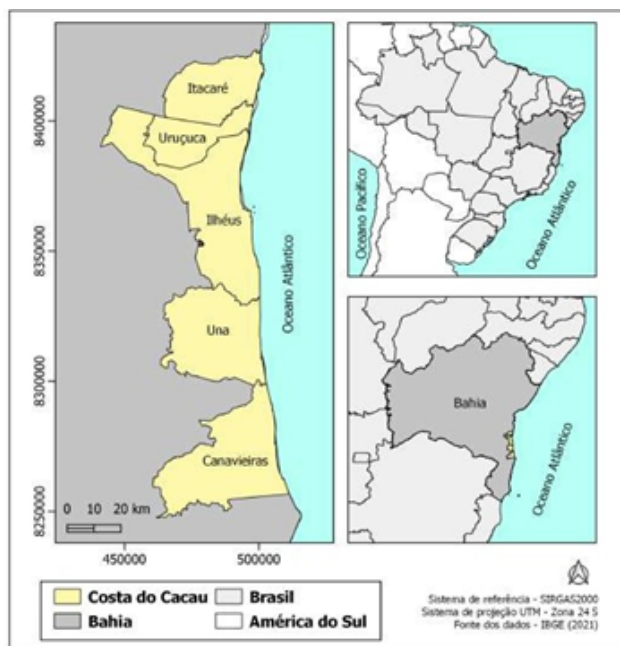 Itacaré
Uruçuca
Ilhéus
Una
Canavieiras
Oceano Atlântico
8400000
8350000
8300000
8250000
0 10 20 km
450000 500000
Oceano Pacífico
Oceano Atlântico
Bahia
Oceano Atlântico
Costa do Cacau
Bahia
Brasil
América do Sul
Sistema de referência - SIRGAS2000
Sistema de projeção UTM - Zona 24 S
Fonte dos dados - IBGE (2021)